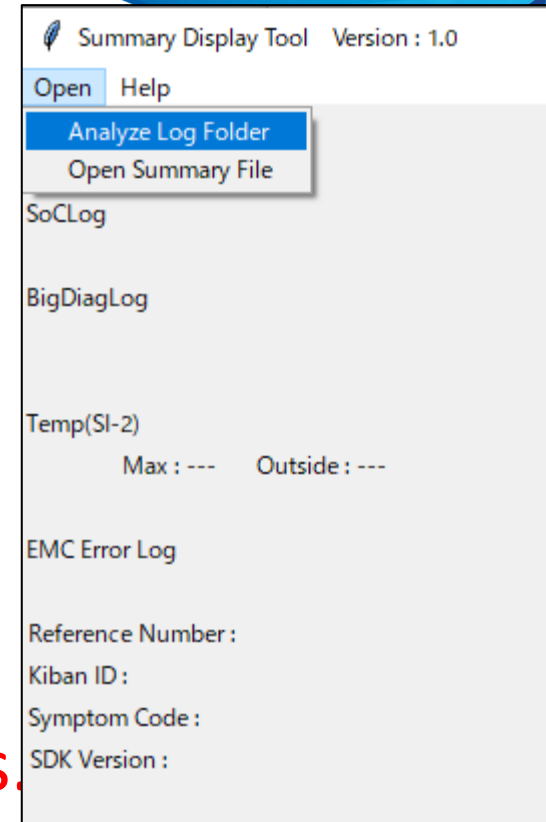 Summary Display Tool Version : 1.0
Open Help
Analyze Log Folder
Open Summary File
SoCLog
BigDiagLog
Temp(SI-2)
Max : --- Outside : ---
EMC Error Log
Reference Number :
Kiban ID :
Symptom Code :
s.
SDK Version :